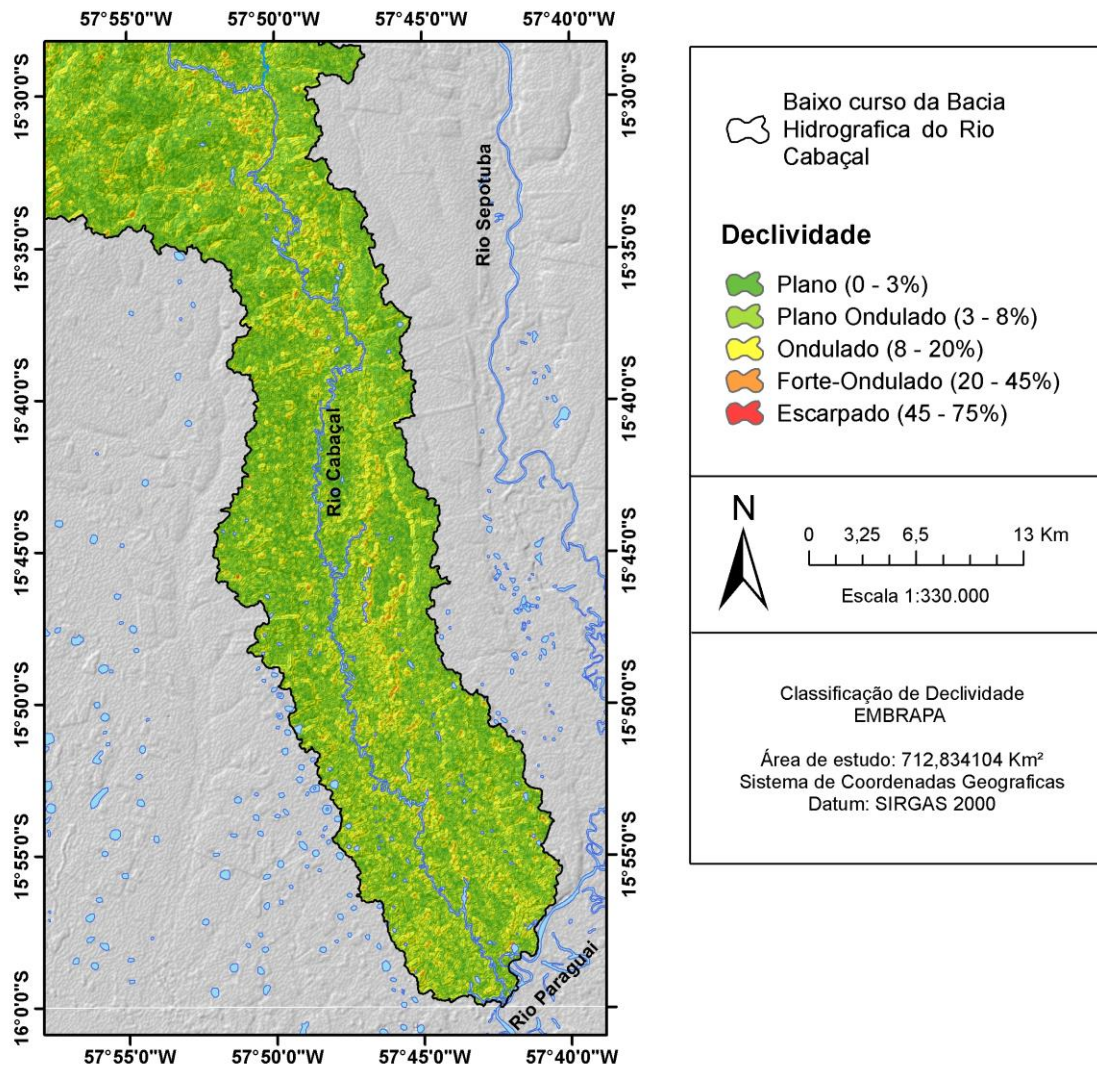 57°55'0"W 57°50'0"W 57°45'0"W 57°40'0"W
15°30'0"S
15°35'0"S
15°40'0"S
15°45'0"S
15°50'0"S
15°55'0"S
16°0'0"S
Rio Sepotuba
Rio Cabaçal
Rio Paraguai
15°30'0"S
15°35'0"S
15°40'0"S
15°45'0"S
15°50'0"S
15°55'0"S
57°55'0"W 57°50'0"W 57°45'0"W 57°40'0"W
Baixo curso da Bacia
Hidrografica do Rio
Cabaçal
Declividade
Plano (0 - 3%)
Plano Ondulado (3 - 8%)
Ondulado (8 - 20%)
Forte-Ondulado (20 - 45%)
Escarpado (45 - 75%)
N
0 3,25 6,5 13 Km
Escala 1:330.000
Classificação de Declividade
EMBRAPA
Área de estudo: 712,834104 Km²
Sistema de Coordenadas Geograficas
Datum: SIRGAS 2000